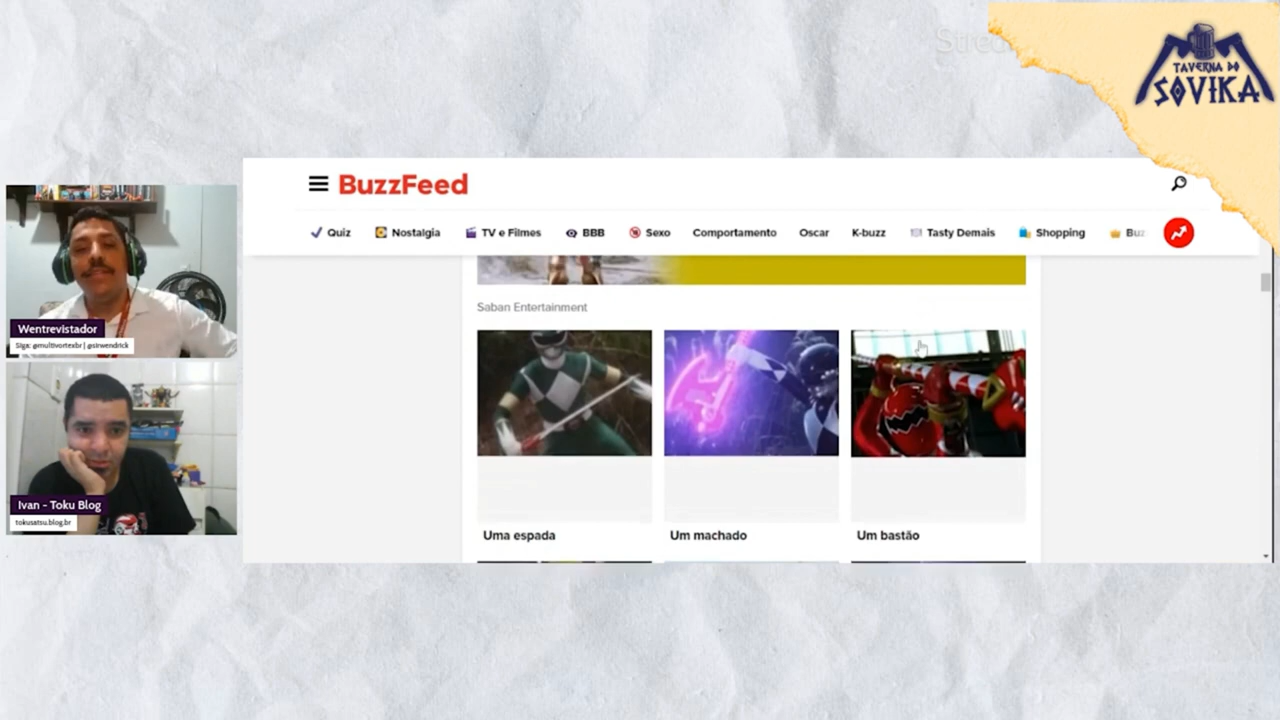 TAVERNA DO
SOVIKA
BuzzFeed
Quiz
Nostalgia
TV e Filmes
BBB
Sexo
Comportamento
Oscar
K-buzz
Tasty Demais
Shopping
Buz
Saban Entertainment
Uma espada
Um machado
Um bastão
Wentrevistador
Siga: @multivortexbr | @sirwendrick
Ivan - Toku Blog
tokusatsu.blog.br